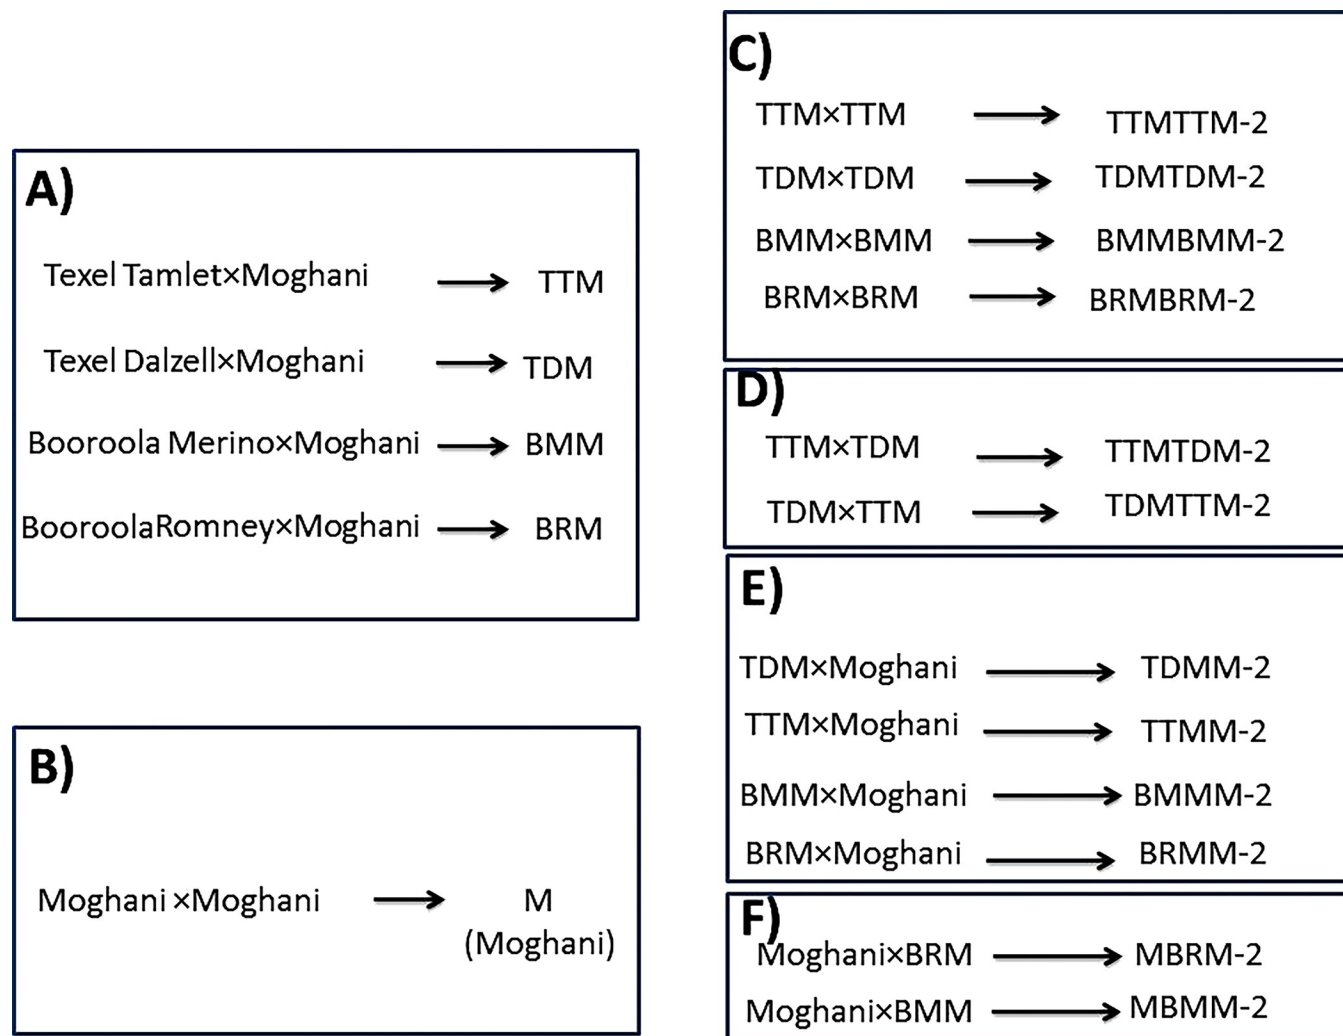 A)
Texel Tamlet×Moghani → TTM
Texel Dalzell×Moghani → TDM
Booroola Merino×Moghani → BMM
BooroolaRomney×Moghani → BRM
B)
Moghani ×Moghani → M
(Moghani)
C)
TTM×TTM → TTMTTM-2
TDM×TDM → TDMTDM-2
BMM×BMM → BMMBMM-2
BRM×BRM → BRMBRM-2
D)
TTM×TDM → TTMTDM-2
TDM×TTM → TDMTTM-2
E)
TDM×Moghani → TDMM-2
TTM×Moghani → TTMM-2
BMM×Moghani → BMMM-2
BRM×Moghani → BRMM-2
F)
Moghani×BRM → MBRM-2
Moghani×BMM → MBMM-2